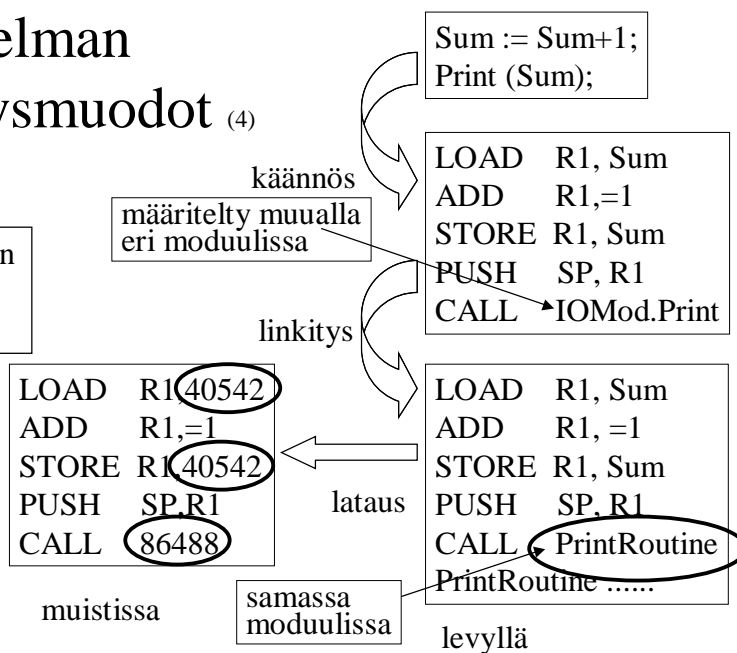 elman
ysmuodot (4)
Sum := Sum+1;
Print (Sum);
käännös
LOAD R1, Sum
ADD R1,=1
STORE R1, Sum
PUSH SP, R1
CALL IOMod.Print
määritelty muualla
eri moduulissa
n
linkitys
LOAD R1, Sum
ADD R1, =1
STORE R1, Sum
PUSH SP, R1
CALL PrintRoutine
PrintRoutine ......
levyllä
samassa
moduulissa
lataus
LOAD R1,40542
ADD R1,=1
STORE R1,40542
PUSH SP,R1
CALL 86488
muistissa